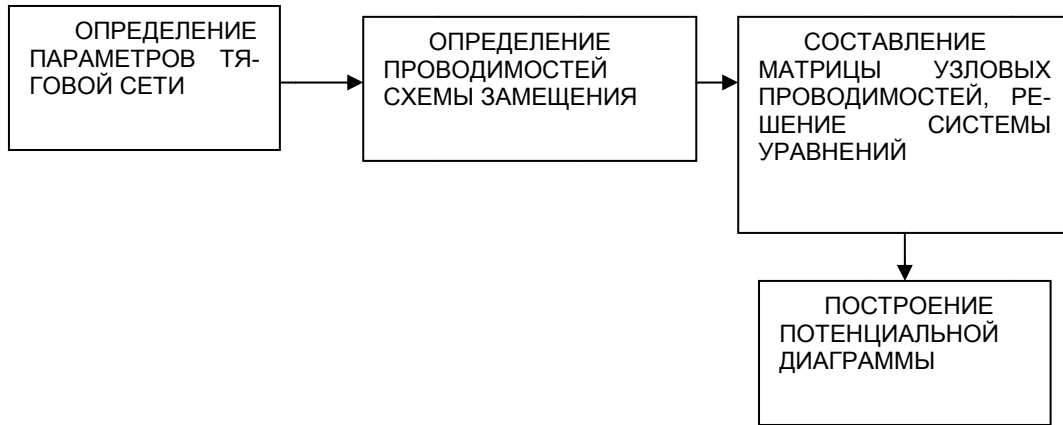 ОПРЕДЕЛЕНИЕ
ПАРАМЕТРОВ ТЯ-
ГОВОЙ СЕТИ
ОПРЕДЕЛЕНИЕ
ПРОВОДИМОСТЕЙ
СХЕМЫ ЗАМЕЩЕНИЯ
СОСТАВЛЕНИЕ
МАТРИЦЫ УЗЛОВЫХ
ПРОВОДИМОСТЕЙ, РЕ-
ШЕНИЕ СИСТЕМЫ
УРАВНЕНИЙ
ПОСТРОЕНИЕ
ПОТЕНЦИАЛЬНОЙ
ДИАГРАММЫ